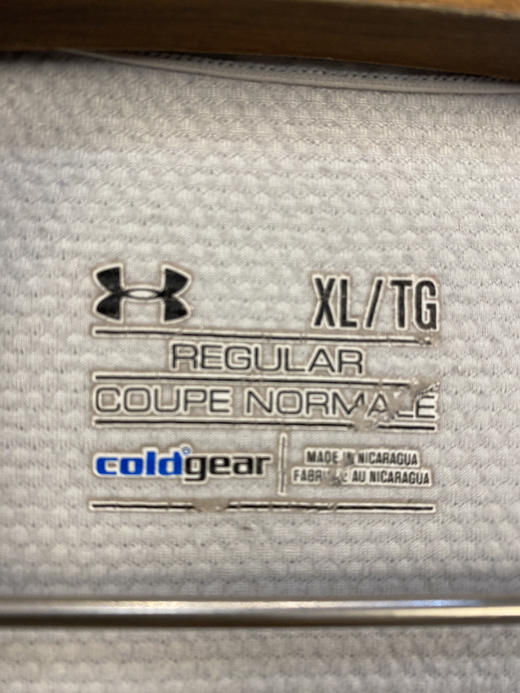 XL/TG
REGULAR
COUPE NORMALE
coldgear
MADE IN NICARAGUA
AU NICARAGUA